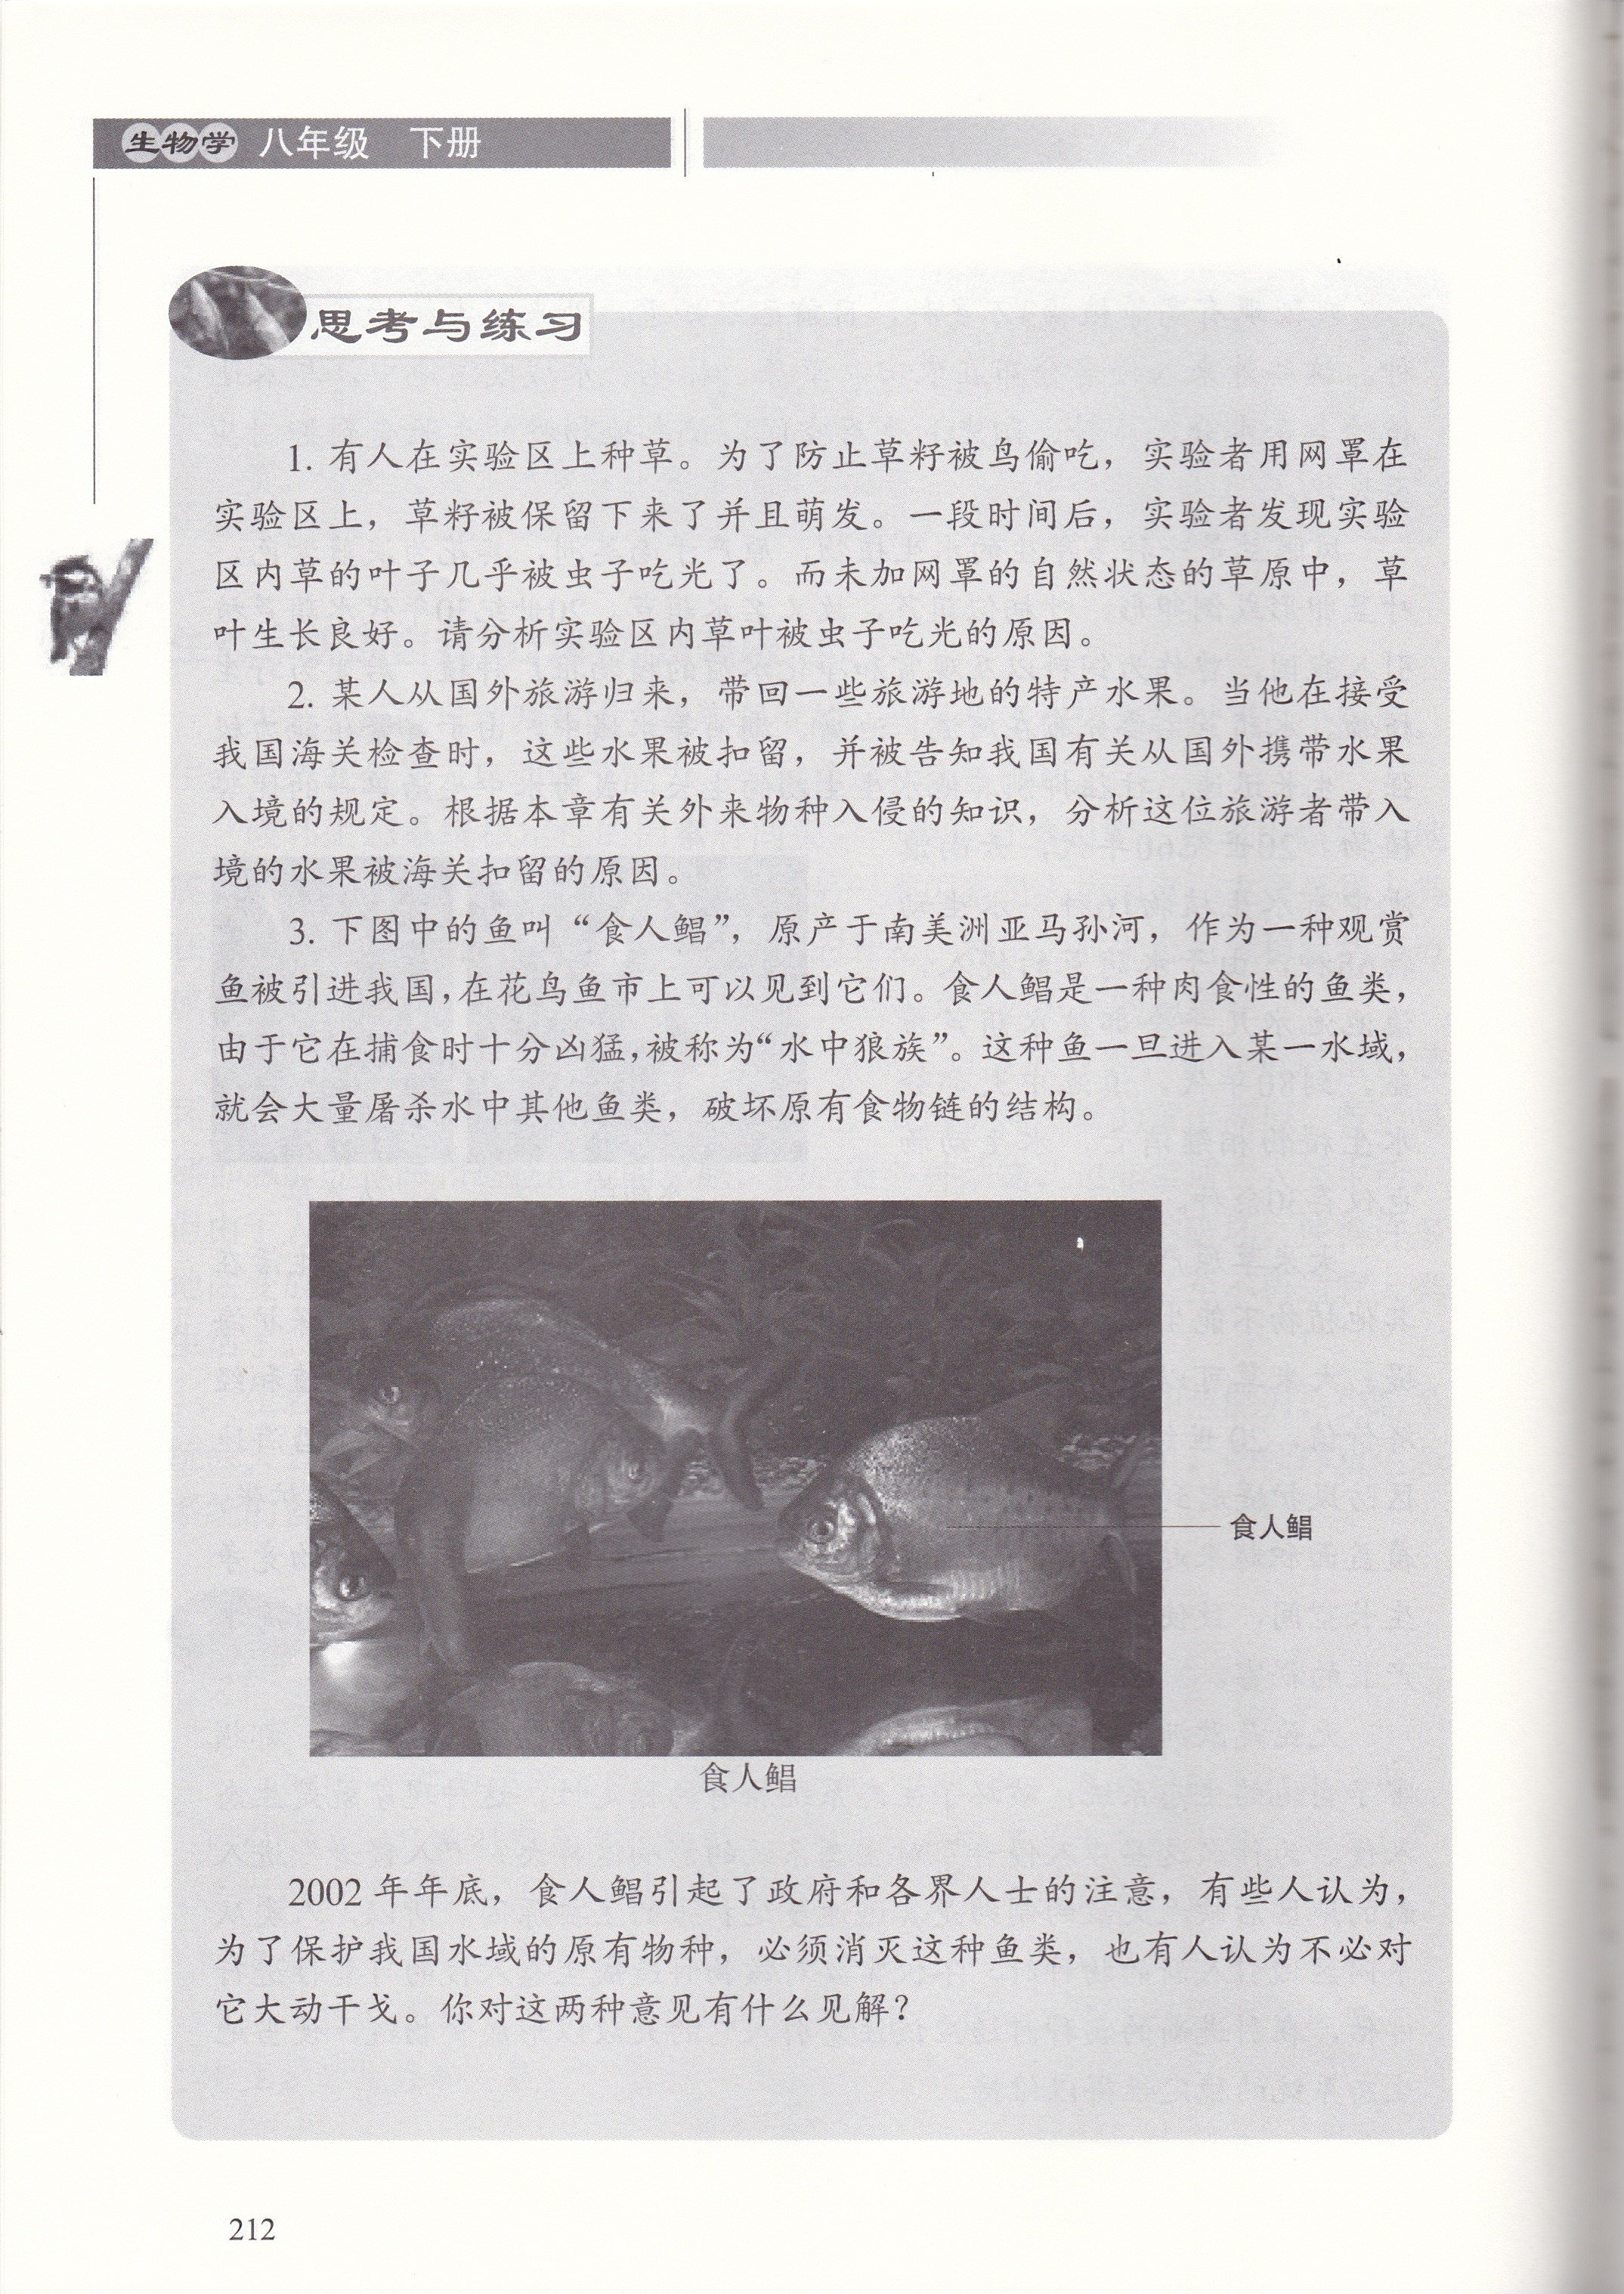 生物学 八年级 下册
思考与练习
1. 有人在实验区上种草。为了防止草籽被鸟偷吃，实验者用网罩在
实验区上，草籽被保留下来了并且萌发。一段时间后，实验者发现实验
区内草的叶子几乎被虫子吃光了。而未加网罩的自然状态的草原中，草
叶生长良好。请分析实验区内草叶被虫子吃光的原因。
2. 某人从国外旅游归来，带回一些旅游地的特产水果。当他在接受
我国海关检查时，这些水果被扣留，并被告知我国有关从国外携带水果
入境的规定。根据本章有关外来物种入侵的知识，分析这位旅游者带入
境的水果被海关扣留的原因。
3. 下图中的鱼叫“食人鲳”，原产于南美洲亚马孙河，作为一种观赏
鱼被引进我国，在花鸟鱼市上可以见到它们。食人鲳是一种肉食性的鱼类，
由于它在捕食时十分凶猛，被称为“水中狼族”。这种鱼一旦进入某一水域，
就会大量屠杀水中其他鱼类，破坏原有食物链的结构。
食人鲳
食人鲳
2002 年年底，食人鲳引起了政府和各界人士的注意，有些人认为，
为了保护我国水域的原有物种，必须消灭这种鱼类，也有人认为不必对
它大动干戈。你对这两种意见有什么见解？
212